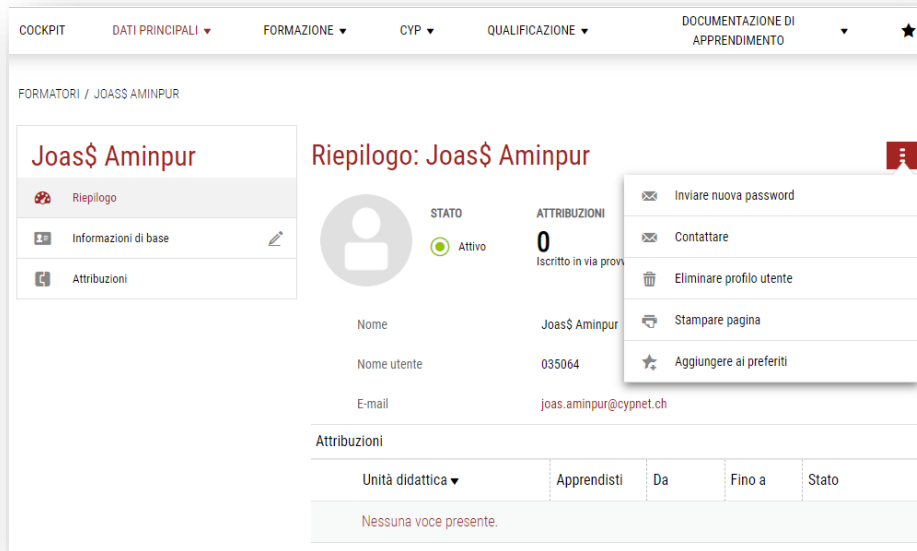 COCKPIT DATI PRINCIPALI ▼ FORMAZIONE ▼ CYP ▼ QUALIFICAZIONE ▼ DOCUMENTAZIONE DI APPRENDIMENTO ▼
FORMATORI / JOAS$ AMINPUR
Joas$ Aminpur
Riepilogo
Informazioni di base
Attribuzioni
Riepilogo: Joas$ Aminpur
STATO ATTRIBUZIONI
Attivo 0
Iscritto in via
Inviare nuova password
Contattare
Eliminare profilo utente
Stampare pagina
Aggiungere ai preferiti
Nome Joas$ Aminpur
Nome utente 035064
E-mail joas.aminpur@cypnet.ch
Attribuzioni
Unità didattica ▼ Apprendisti Da Fino a Stato
Nessuna voce presente.